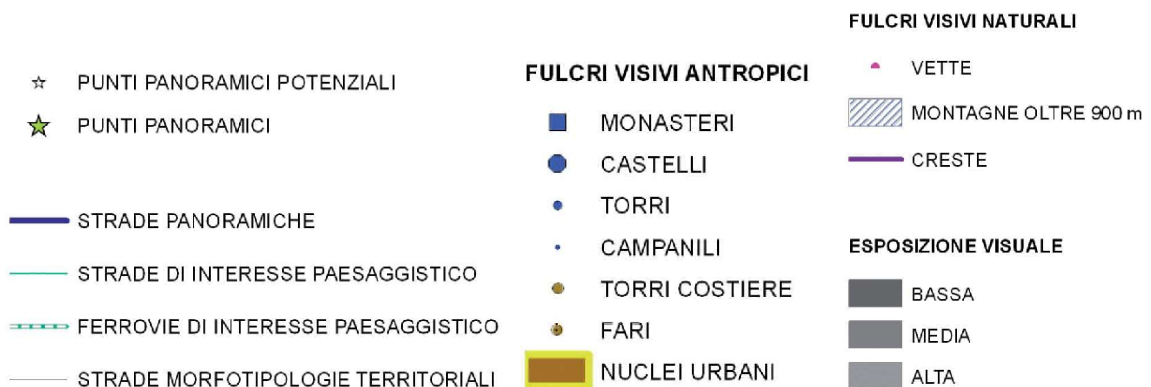 PUNTI PANORAMICI POTENZIALI
PUNTI PANORAMICI
STRADE PANORAMICHE
STRADE DI INTERESSE PAESAGGISTICO
FERROVIE DI INTERESSE PAESAGGISTICO
STRADE MORFOTIPOLOGIE TERRITORIALI
FULCRI VISIVI ANTROPICI
MONASTERI
CASTELLI
TORRI
CAMPANILI
TORRI COSTIERE
FARI
NUCLEI URBANI
FULCRI VISIVI NATURALI
VETTE
MONTAGNE OLTRE 900 m
CRESTE
ESPOSIZIONE VISUALE
BASSA
MEDIA
ALTA